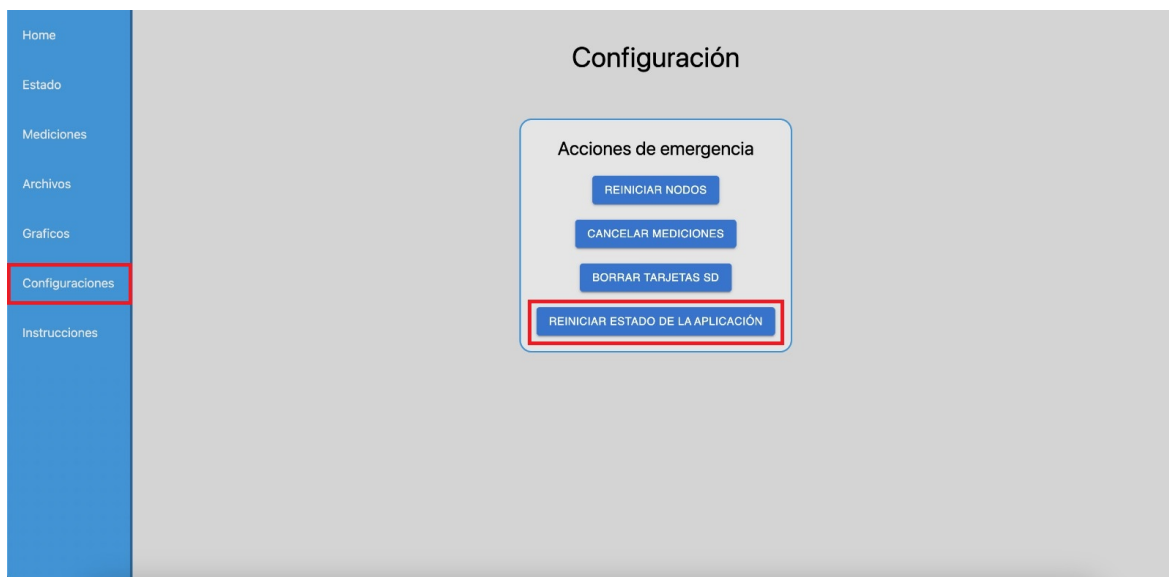 Home
Estado
Mediciones
Archivos
Graficos
Configuraciones
Instrucciones
Configuración
Acciones de emergencia
REINICIAR NODOS
CANCELAR MEDICIONES
BORRAR TARJETAS SD
REINICIAR ESTADO DE LA APLICACIÓN